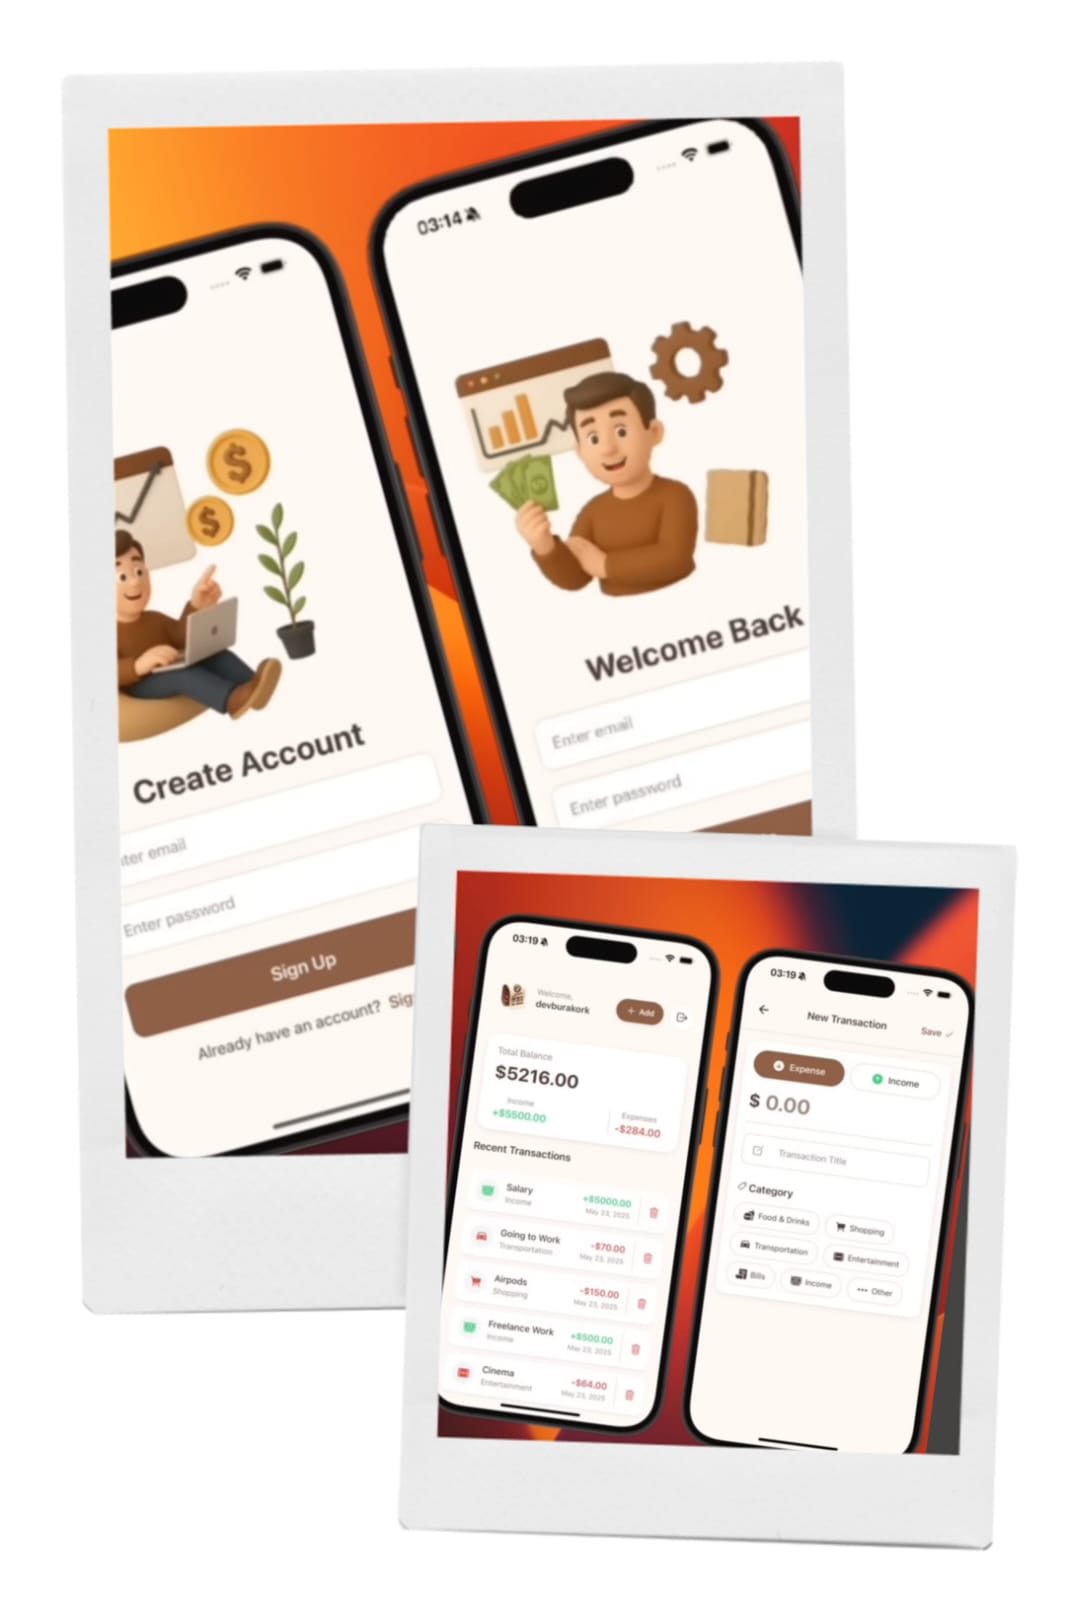 03:14
Welcome Back
Enter email
Enter password
Create Account
ter email
Enter password
Sign Up
Already have an account? Sig
03:19
Welcome,
devburakork
+ Add
Total Balance
$5216.00
Income
+$5500.00
Expenses
-$284.00
Recent Transactions
Salary
Income
+$5000.00
May 23, 2025
Going to Work
Transportation
-$70.00
May 23, 2025
Airpods
Shopping
-$150.00
May 23, 2025
Freelance Work
Income
+$500.00
May 23, 2025
Cinema
Entertainment
-$64.00
May 23, 2025
03:19
New Transaction
Save
Expense
Income
$ 0.00
Transaction Title
Category
Food & Drinks
Shopping
Transportation
Entertainment
Bills
Income
Other